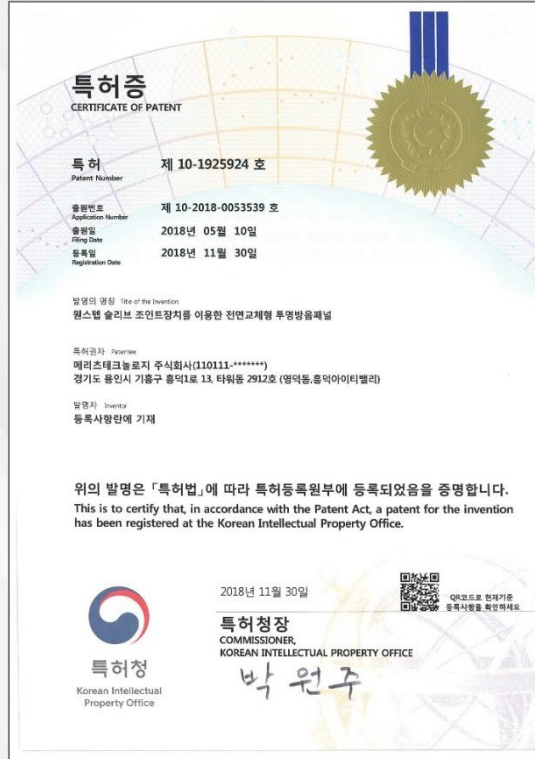 특허증
CERTIFICATE OF PATENT
특허 제 10-1925924 호
Patent Number
출원번호 제 10-2018-0053539 호
Application Number
출원일 2018년 05월 10일
Filing Date
등록일 2018년 11월 30일
Registration Date
발명의 명칭 Title of the Invention
원스텝 슬리브 조인트장치를 이용한 전면교체형 투명방음패널
특허권자 Patentee
메리츠테크놀로지 주식회사(110111-*******)
경기도 용인시 기흥구 흥덕1로 13, 타워동 2912호 (영덕동,흥덕아이티밸리)
발명자 Inventor
등록사항란에 기재
위의 발명은 「특허법」에 따라 특허등록원부에 등록되었음을 증명합니다.
This is to certify that, in accordance with the Patent Act, a patent for the invention
has been registered at the Korean Intellectual Property Office.
2018년 11월 30일
QR코드로 현재기준
등록사항을 확인하세요
특허청장
COMMISSIONER,
KOREAN INTELLECTUAL PROPERTY OFFICE
박원주
특허청
Korean Intellectual
Property Office